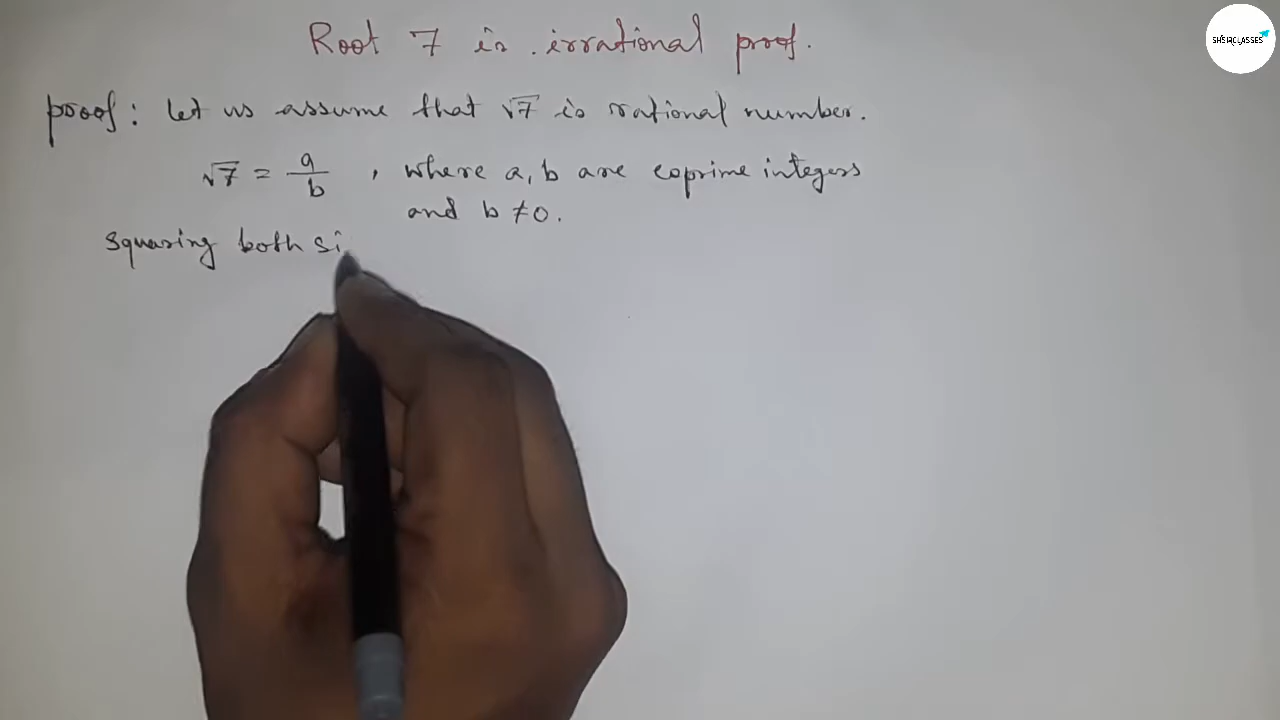 SHSIRCLASSES
Root 7 is irrational proof.
proof: let us assume that √7 is rational number.
√7 = a/b , where a, b are coprime integers
and b ≠ 0.
Squaring both si